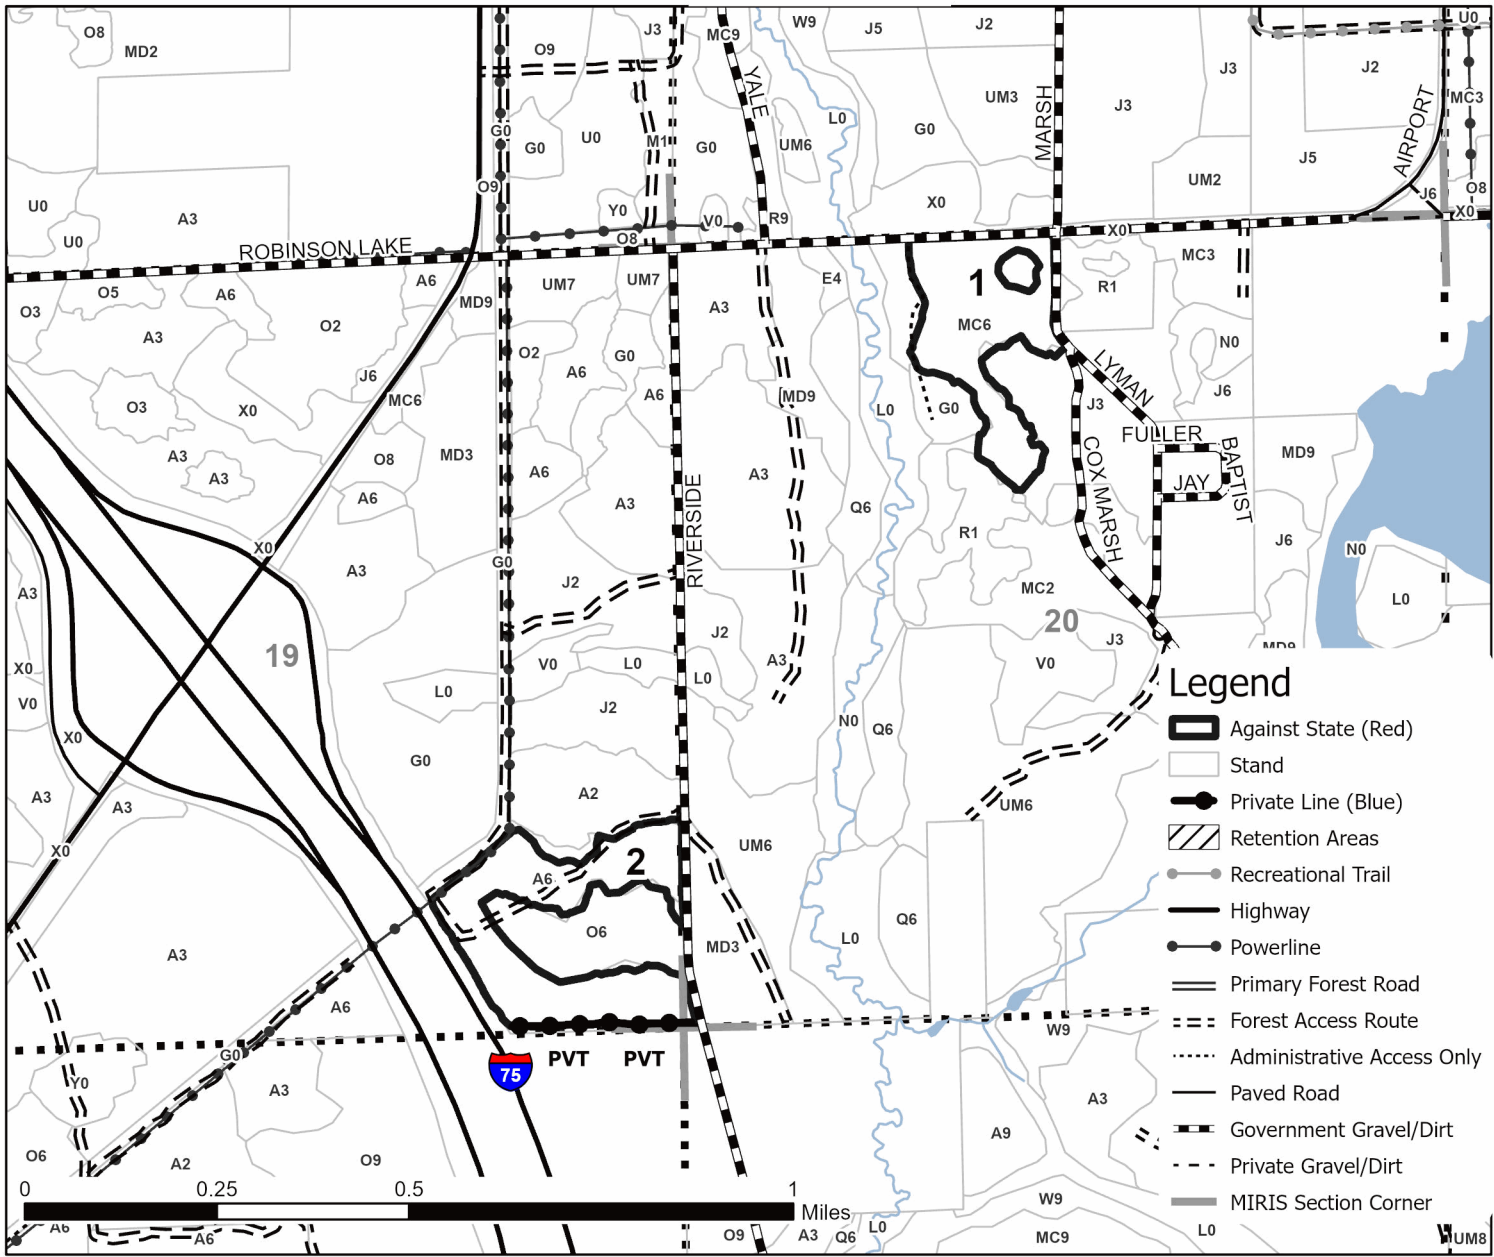 O8
MD2
O9
J3
MC9
W9
J5
J2
U0
J3
J2
MC3
YALE
UM3
MARSH
J3
L0
G0
G0
U0
M1
G0
G0
UM6
AIRPORT
J5
O9
UM2
J6
O8
U0
A3
Y0
V0
R9
X0
X0
U0
O8
X0
ROBINSON LAKE
A6
UM7
UM7
E4
1
MC3
R1
O5
A6
MD9
A3
O3
A3
O2
MC6
O2
G0
N0
J6
A6
LYMAN
J6
MC6
A6
MD9
O3
X0
L0
G0
J3
FULLER
BAPTIST
A3
O8
MD3
MD9
A3
A6
A3
COX MARSH
JAY
A6
A3
RIVERSIDE
Q6
R1
X0
G0
J6
N0
A3
A3
J2
MC2
L0
19
J2
20
J3
MD9
X0
V0
L0
L0
A3
V0
V0
L0
J2
N0
Q6
X0
G0
A3
A3
A2
UM6
X0
UM6
2
A6
Q6
O6
L0
MD3
A3
A6
G0
PVT
PVT
W9
75
Y0
A3
A3
A9
O6
A2
O9
W9
A6
A6
O9
A3
Q6
L0
MC9
L0
UM8
Legend
Against State (Red)
Stand
Private Line (Blue)
Retention Areas
Recreational Trail
Highway
Powerline
Primary Forest Road
Forest Access Route
Administrative Access Only
Paved Road
Government Gravel/Dirt
Private Gravel/Dirt
MIRIS Section Corner
0 0.25 0.5 1
Miles